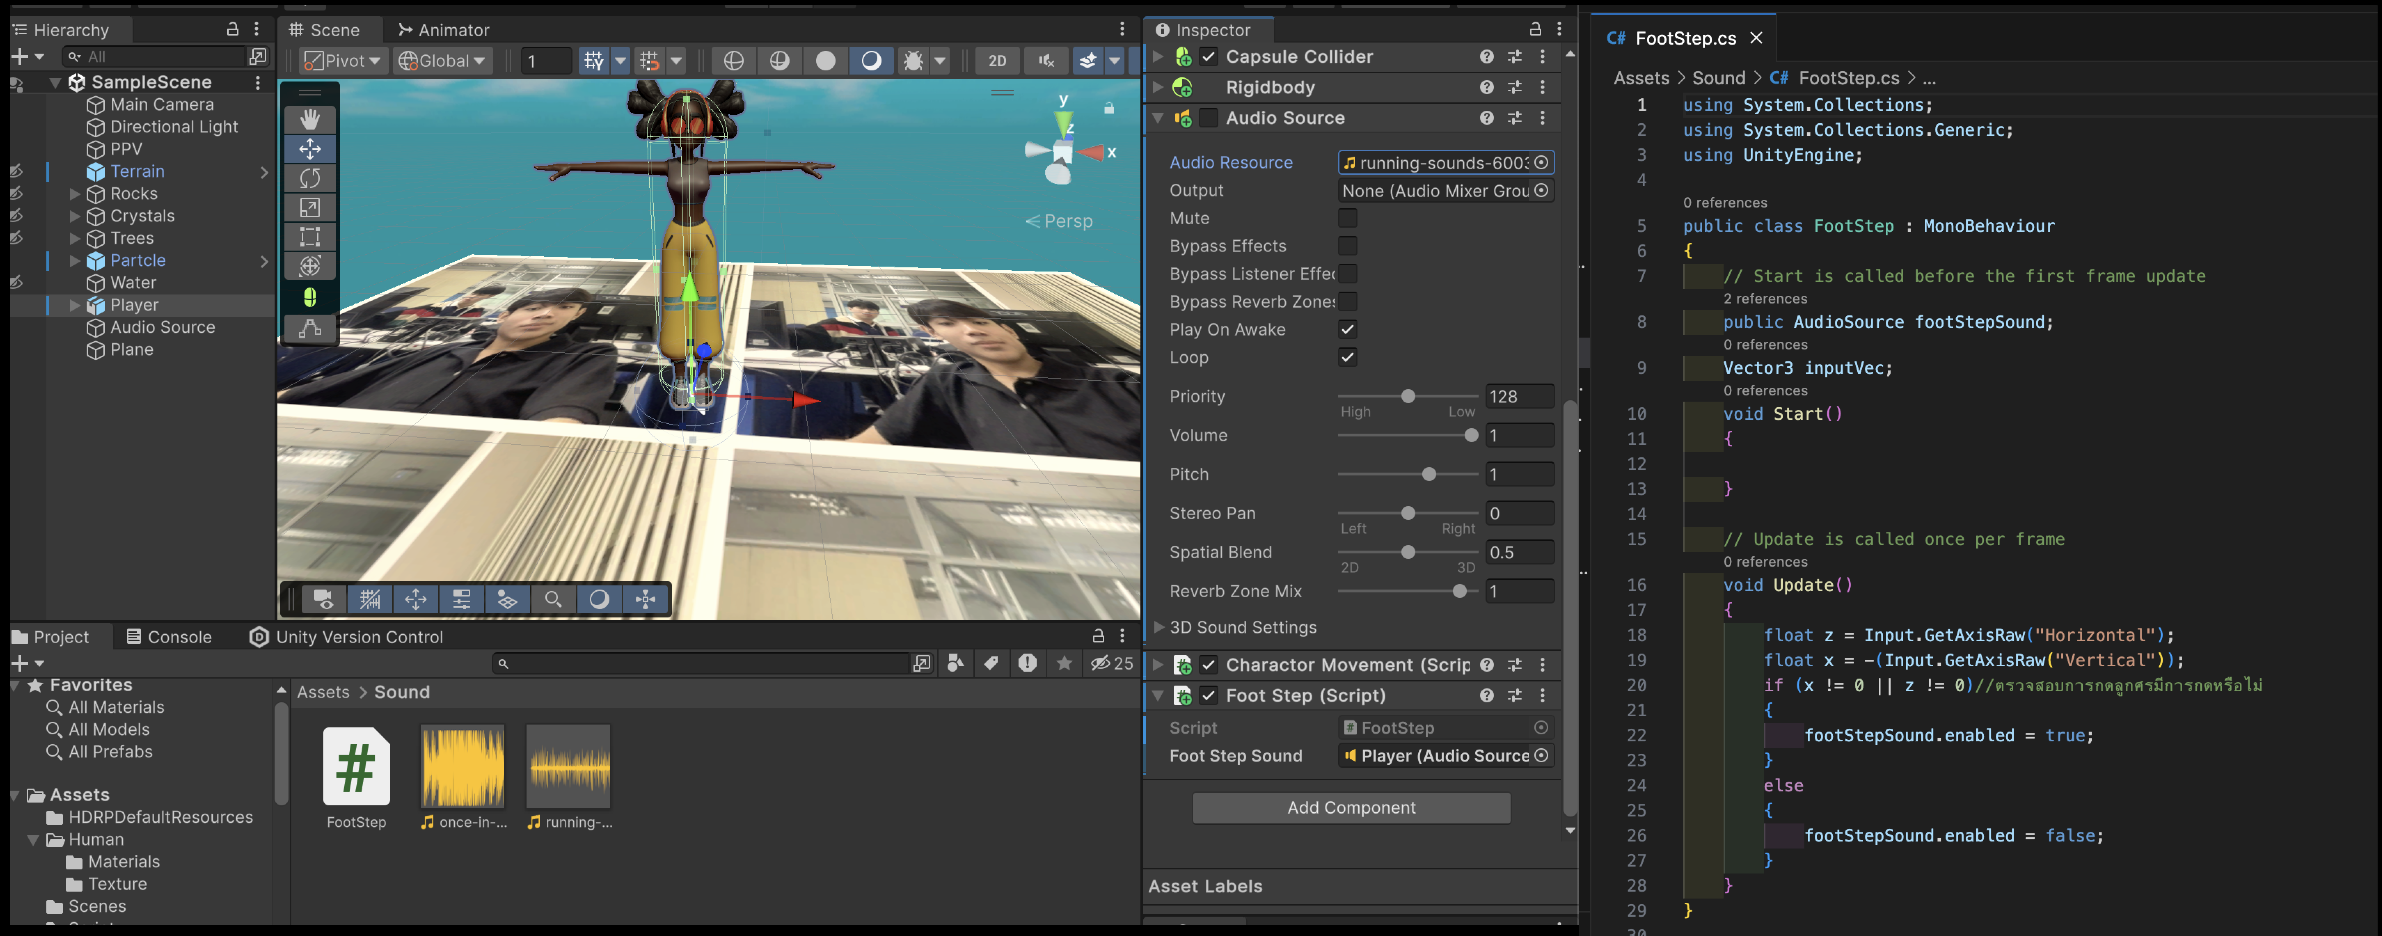 Hierarchy
All
SampleScene
Main Camera
Directional Light
PPV
Terrain
Rocks
Crystals
Trees
Partcle
Water
Player
Audio Source
Plane
Scene
Animator
Pivot
Global
1
2D
y
z
x
Persp
Inspector
Capsule Collider
Rigidbody
Audio Source
Audio Resource
running-sounds-6003
Output
None (Audio Mixer Grou
Mute
Bypass Effects
Bypass Listener Effec
Bypass Reverb Zones
Play On Awake
Loop
Priority
128
High
Low
Volume
1
Pitch
1
Stereo Pan
0
Left
Right
Spatial Blend
0.5
2D
3D
Reverb Zone Mix
1
3D Sound Settings
Charactor Movement (Scrip
Foot Step (Script)
Script
FootStep
Foot Step Sound
Player (Audio Source
Add Component
Asset Labels
Project
Console
Unity Version Control
25
Favorites
All Materials
All Models
All Prefabs
Assets
HDRPDefaultResources
Human
Materials
Texture
Scenes
Assets > Sound
FootStep
once-in-...
running-...
C# FootStep.cs
Assets > Sound > C# FootStep.cs > ...
1 using System.Collections;
2 using System.Collections.Generic;
3 using UnityEngine;
4
0 references
5 public class FootStep : MonoBehaviour
6 {
7 // Start is called before the first frame update
2 references
8 public AudioSource footStepSound;
0 references
9 Vector3 inputVec;
0 references
10 void Start()
11 {
12
13 }
14
15 // Update is called once per frame
0 references
16 void Update()
17 {
18 float z = Input.GetAxisRaw("Horizontal");
19 float x = -(Input.GetAxisRaw("Vertical"));
20 if (x != 0 || z != 0)//ตรวจสอบการกดลูกศรมีการกดหรือไม่
21 {
22 footStepSound.enabled = true;
23 }
24 else
25 {
26 footStepSound.enabled = false;
27 }
28 }
29 }
30